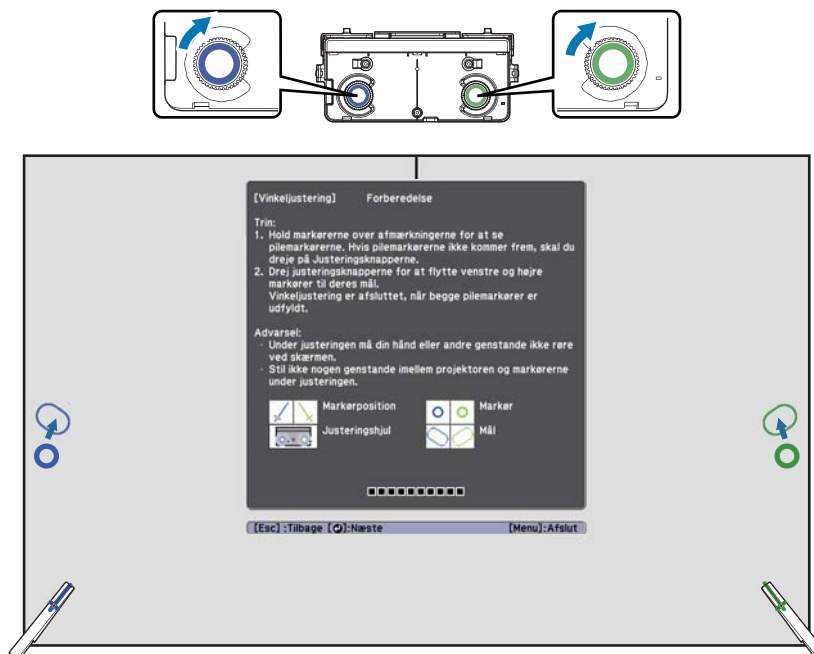 [Vinkeljustering] Forberedelse
Trin:
1. Hold markørerne over afmærkningerne for at se
pilemarkørerne. Hvis pilemarkørerne ikke kommer frem, skal du
dreje på Justeringsknapperne.
2. Drej justeringsknapperne for at flytte venstre og højre
markører til deres mål.
Vinkeljustering er afsluttet, når begge pilemarkører er
udfyldt.
Advarsel:
· Under justeringen må din hånd eller andre genstande ikke røre
ved skærmen.
· Stil ikke nogen genstande imellem projektoren og markørerne
under justeringen.
Markørposition Markør
Justeringshjul Mål
[Esc] :Tilbage [⏎]:Næste [Menu]:Afslut